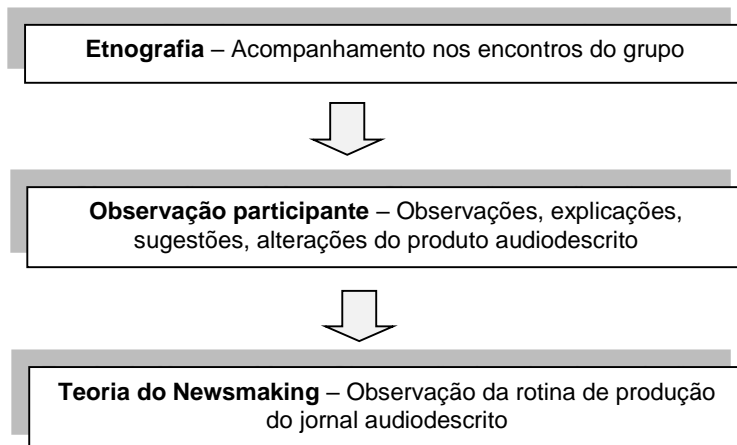 Etnografia – Acompanhamento nos encontros do grupo
Observação participante – Observações, explicações,
sugestões, alterações do produto audiodescrito
Teoria do Newsmaking – Observação da rotina de produção
do jornal audiodescrito